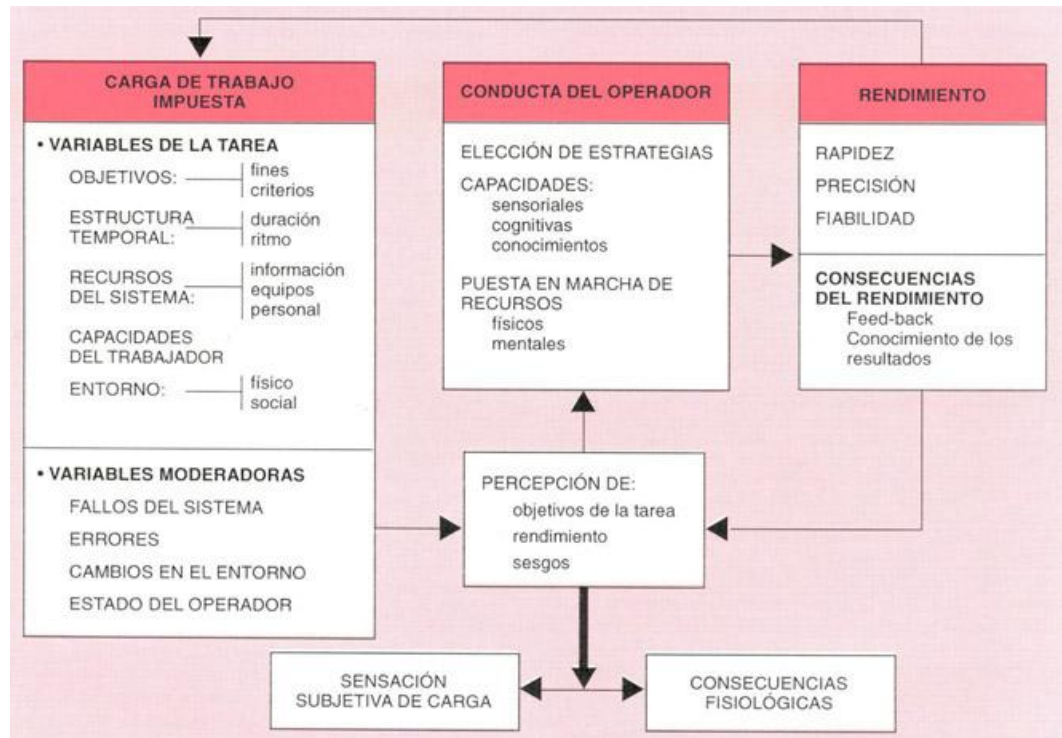 CARGA DE TRABAJO
IMPUESTA
• VARIABLES DE LA TAREA
OBJETIVOS:
fines
criterios
ESTRUCTURA
TEMPORAL:
duración
ritmo
RECURSOS
DEL SISTEMA:
información
equipos
personal
CAPACIDADES
DEL TRABAJADOR
ENTORNO:
físico
social
• VARIABLES MODERADORAS
FALLOS DEL SISTEMA
ERRORES
CAMBIOS EN EL ENTORNO
ESTADO DEL OPERADOR
CONDUCTA DEL OPERADOR
ELECCIÓN DE ESTRATEGIAS
CAPACIDADES:
sensoriales
cognitivas
conocimientos
PUESTA EN MARCHA DE
RECURSOS
físicos
mentales
RENDIMIENTO
RAPIDEZ
PRECISIÓN
FIABILIDAD
CONSECUENCIAS
DEL RENDIMIENTO
Feed-back
Conocimiento de los
resultados
PERCEPCIÓN DE:
objetivos de la tarea
rendimiento
sesgos
SENSACIÓN
SUBJETIVA DE CARGA
CONSECUENCIAS
FISIOLÓGICAS